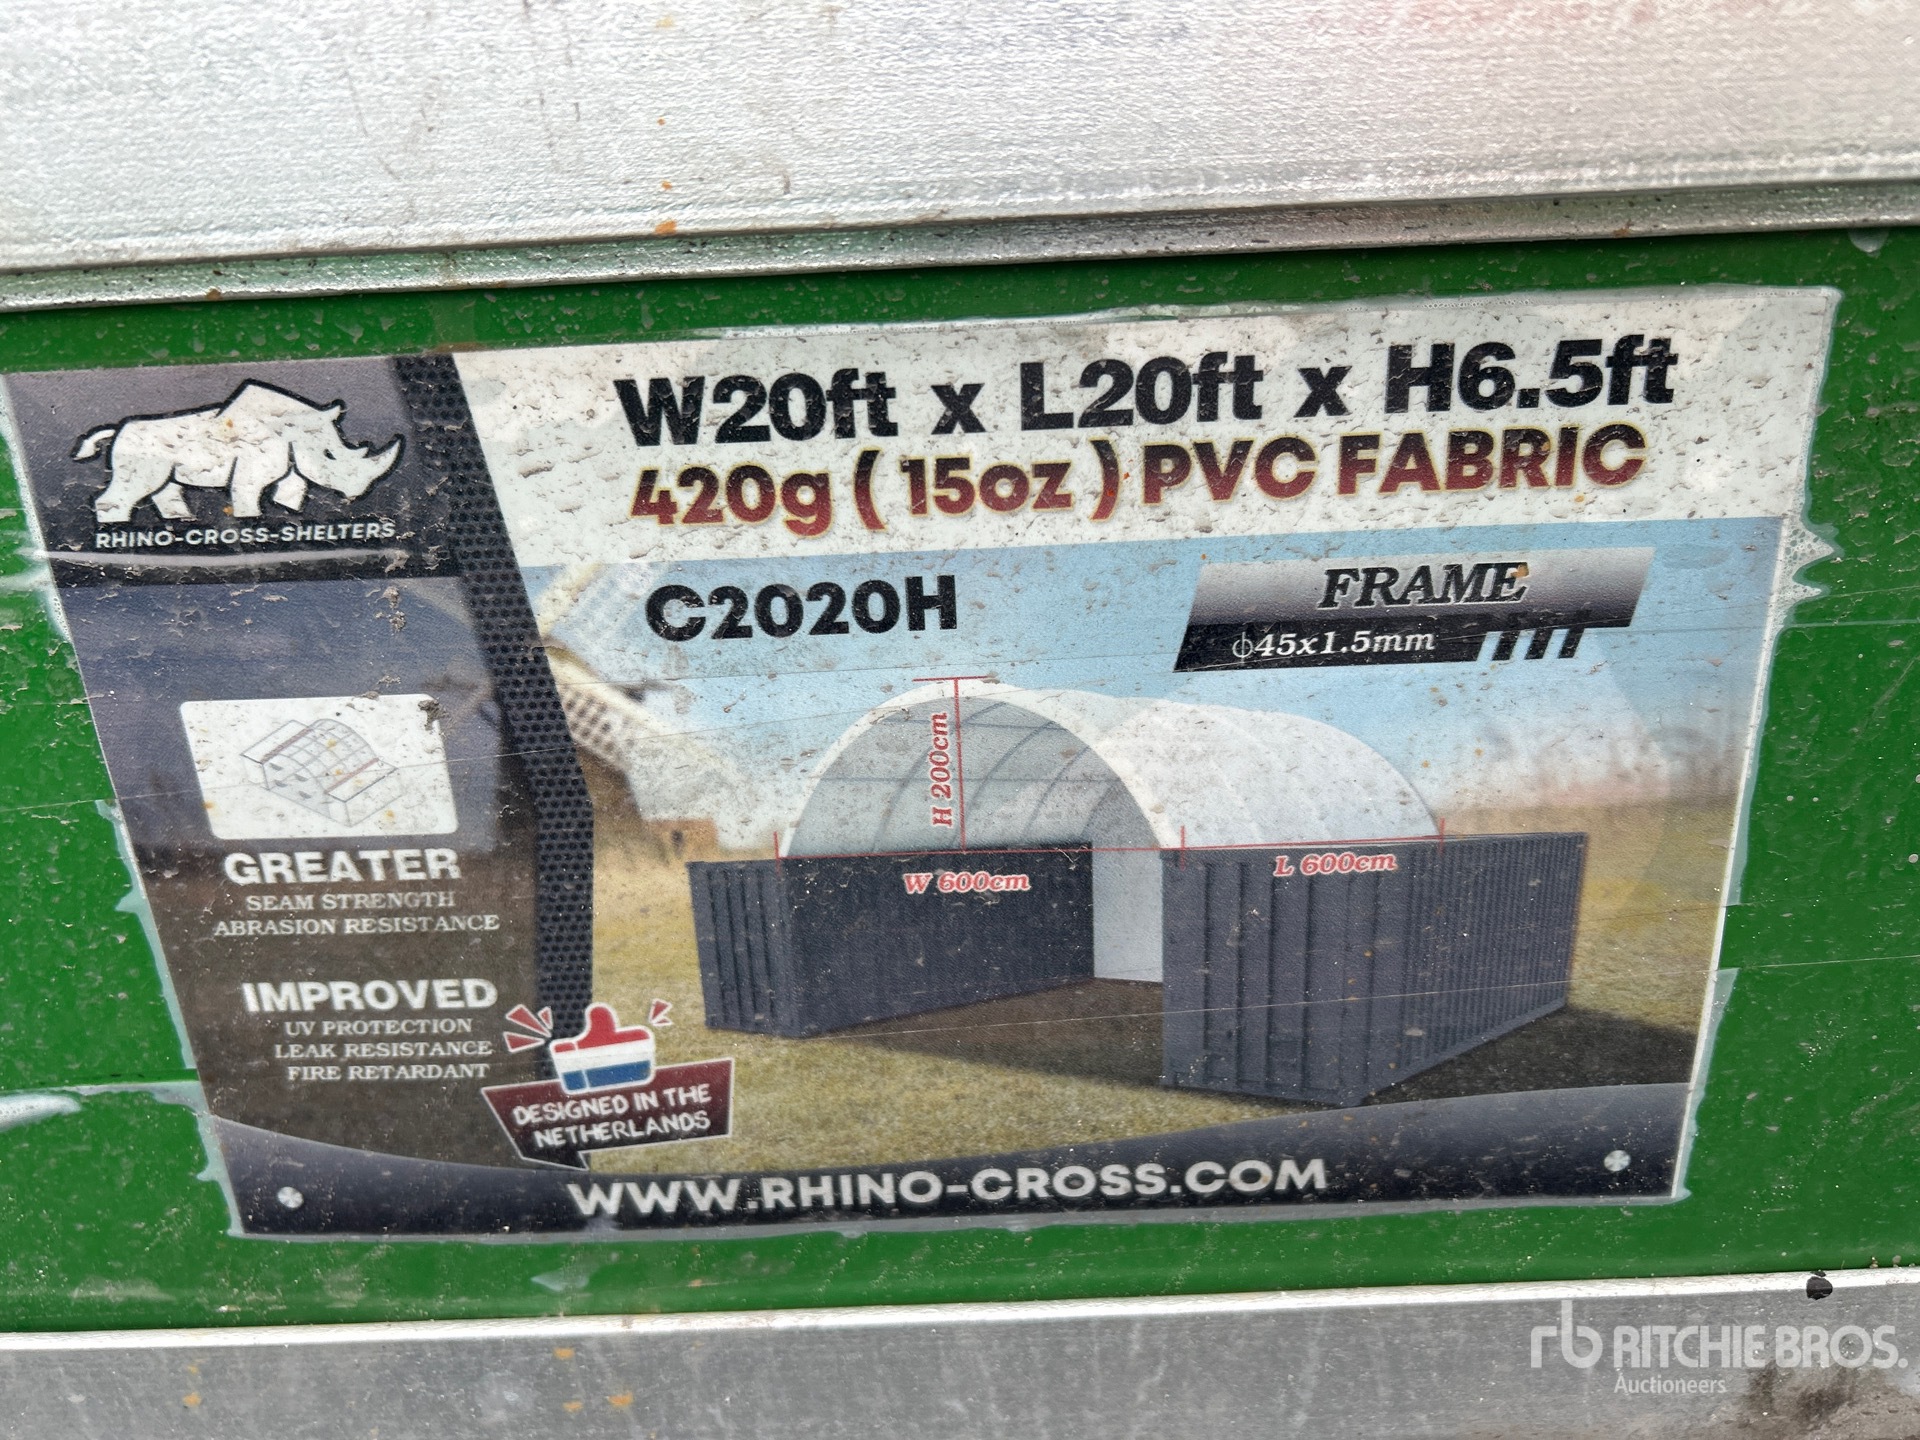 W20ft x L20ft x H6.5ft
420g ( 15oz ) PVC FABRIC
RHINO-CROSS-SHELTERS
C2020H
FRAME
ϕ45x1.5mm
H 200cm
W 600cm
L 600cm
GREATER
SEAM STRENGTH
ABRASION RESISTANCE
IMPROVED
UV PROTECTION
LEAK RESISTANCE
FIRE RETARDANT
DESIGNED IN THE
NETHERLANDS
WWW.RHINO-CROSS.COM
rb RITCHIE BROS.
Auctioneers